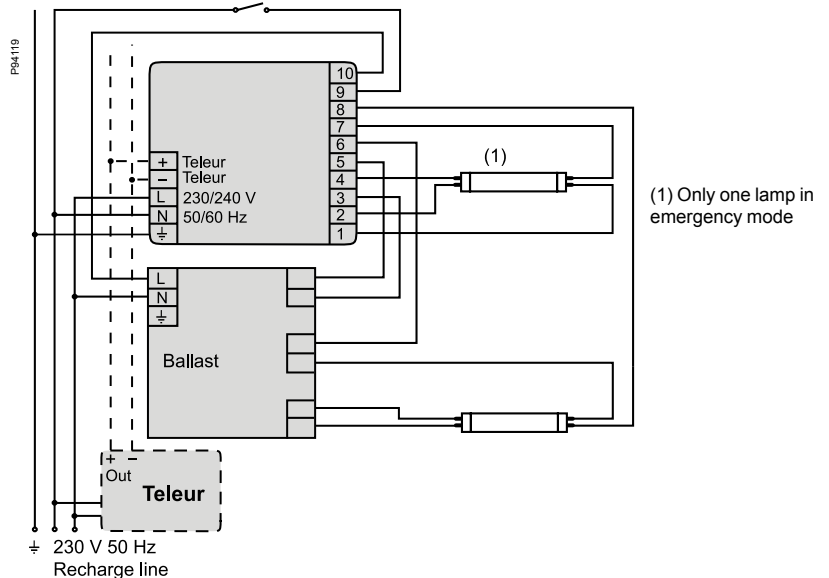 P94119
10
9
8
7
6
5
4
3
2
1
+ Teleur
− Teleur
L 230/240 V
N 50/60 Hz
⏚
(1)
(1) Only one lamp in
emergency mode
L
N
⏚
Ballast
+ −
Out
Teleur
⏚ 230 V 50 Hz
Recharge line